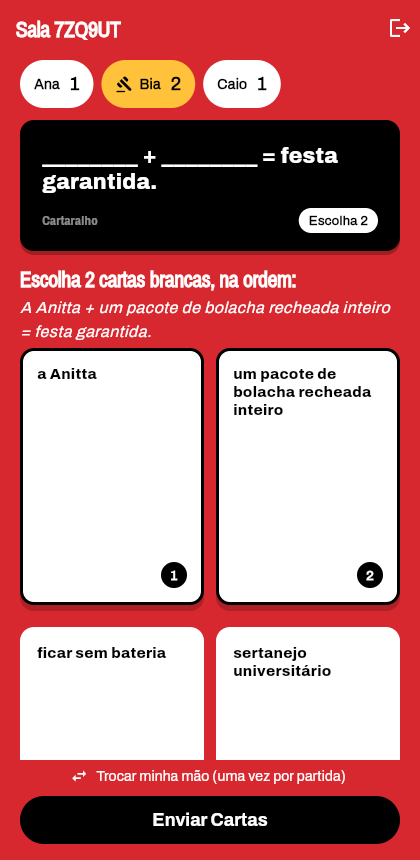 Sala 7ZQ9UT
Ana 1
Bia 2
Caio 1
________ + ________ = festa
garantida.
Cartaralho
Escolha 2
Escolha 2 cartas brancas, na ordem:
A Anitta + um pacote de bolacha recheada inteiro
= festa garantida.
a Anitta
1
um pacote de
bolacha recheada
inteiro
2
ficar sem bateria
sertanejo
universitário
Trocar minha mão (uma vez por partida)
Enviar Cartas